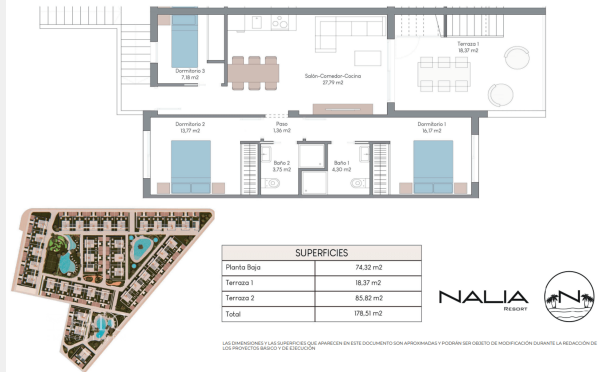 Dormitorio 3
7,18 m2
Salón-Comedor-Cocina
27,79 m2
Terraza 1
18,37 m2
Dormitorio 2
13,77 m2
Paso
1,36 m2
Dormitorio 1
16,17 m2
Baño 2
3,75 m2
Baño 1
4,30 m2
SUPERFICIES
Planta Baja 74,32 m2
Terraza 1 18,37 m2
Terraza 2 85,82 m2
Total 178,51 m2
NALIA
RESORT
N
LAS DIMENSIONES Y LAS SUPERFICIES QUE APARECEN EN ESTE DOCUMENTO SON APROXIMADAS Y PODRÁN SER OBJETO DE MODIFICACIÓN DURANTE LA REDACCIÓN DE
LOS PROYECTOS BÁSICO Y DE EJECUCIÓN